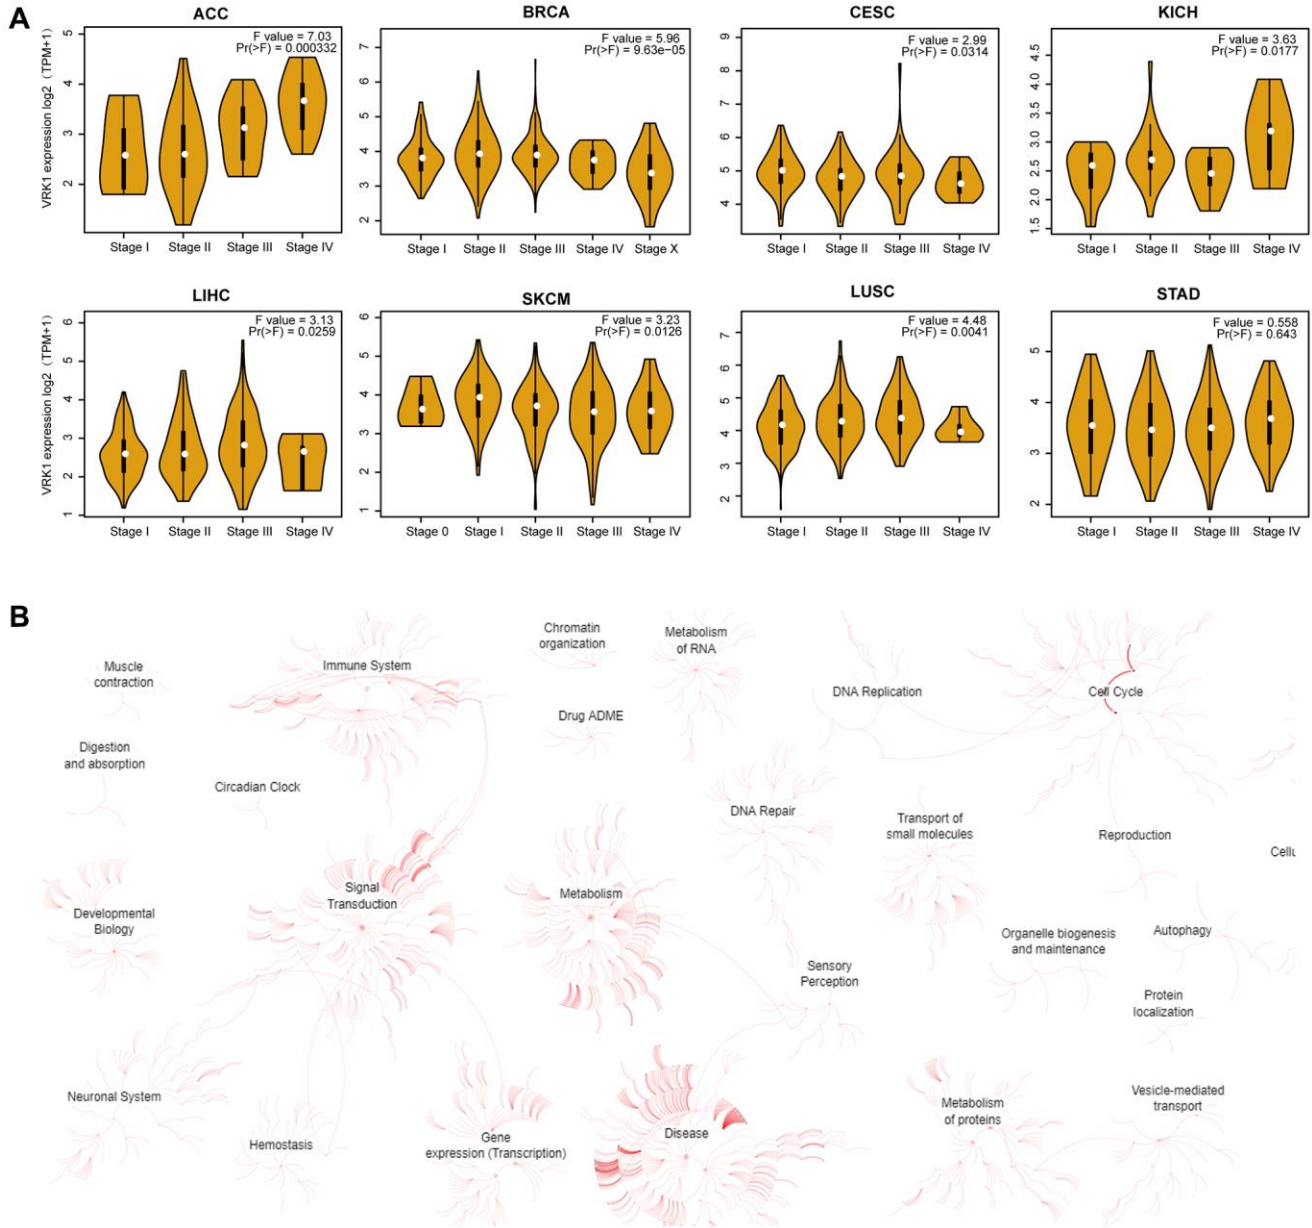 A
ACC
F value = 7.03
Pr(>F) = 0.000332
VRK1 expression log2（TPM+1）
5
4
3
2
Stage I Stage II Stage III Stage IV
BRCA
F value = 5.96
Pr(>F) = 9.63e−05
7
6
5
4
3
2
Stage I Stage II Stage III Stage IV Stage X
CESC
F value = 2.99
Pr(>F) = 0.0314
9
8
7
6
5
4
Stage I Stage II Stage III Stage IV
KICH
F value = 3.63
Pr(>F) = 0.0177
4.5
4.0
3.5
3.0
2.5
2.0
1.5
Stage I Stage II Stage III Stage IV
LIHC
F value = 3.13
Pr(>F) = 0.0259
VRK1 expression log2（TPM+1）
6
5
4
3
2
1
Stage I Stage II Stage III Stage IV
SKCM
F value = 3.23
Pr(>F) = 0.0126
6
5
4
3
2
1
Stage 0 Stage I Stage II Stage III Stage IV
LUSC
F value = 4.48
Pr(>F) = 0.0041
7
6
5
4
3
2
Stage I Stage II Stage III Stage IV
STAD
F value = 0.558
Pr(>F) = 0.643
5
4
3
2
Stage I Stage II Stage III Stage IV
B
Muscle
contraction
Immune System
Chromatin
organization
Metabolism
of RNA
DNA Replication
Cell Cycle
Drug ADME
Digestion
and absorption
Circadian Clock
DNA Repair
Transport of
small molecules
Reproduction
Cellu
Signal
Transduction
Metabolism
Developmental
Biology
Organelle biogenesis
and maintenance
Autophagy
Sensory
Perception
Protein
localization
Neuronal System
Hemostasis
Gene
expression (Transcription)
Disease
Metabolism
of proteins
Vesicle-mediated
transport